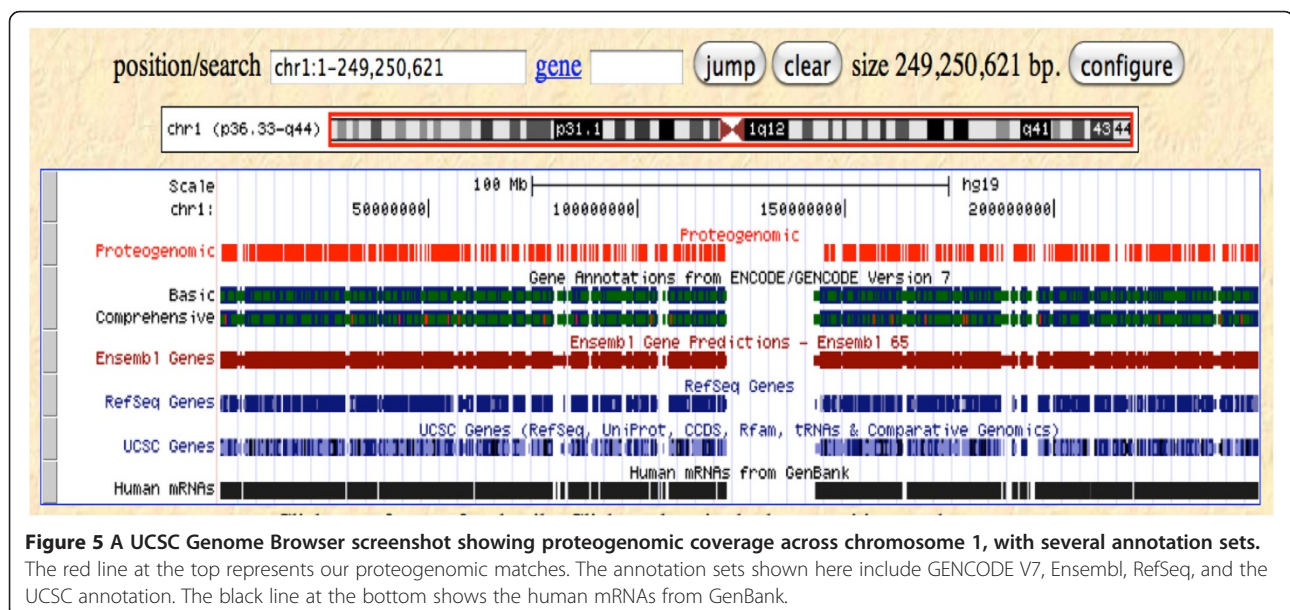 position/search chr1:1-249,250,621 gene jump clear size 249,250,621 bp. configure
chr1 (p36.33-q44) p31.1 1q12 q41 43 44
Scale 100 Mb hg19
chr1: 50000000 100000000 150000000 200000000
Proteogenomic
Proteogenomic
Gene Annotations from ENCODE/GENCODE Version 7
Basic
Comprehensive
Ensembl Gene Predictions - Ensembl 65
Ensembl Genes
RefSeq Genes
RefSeq Genes
UCSC Genes (RefSeq, UniProt, CCDS, Rfam, tRNAs & Comparative Genomics)
UCSC Genes
Human mRNAs from GenBank
Human mRNAs
Figure 5 A UCSC Genome Browser screenshot showing proteogenomic coverage across chromosome 1, with several annotation sets.
The red line at the top represents our proteogenomic matches. The annotation sets shown here include GENCODE V7, Ensembl, RefSeq, and the
UCSC annotation. The black line at the bottom shows the human mRNAs from GenBank.